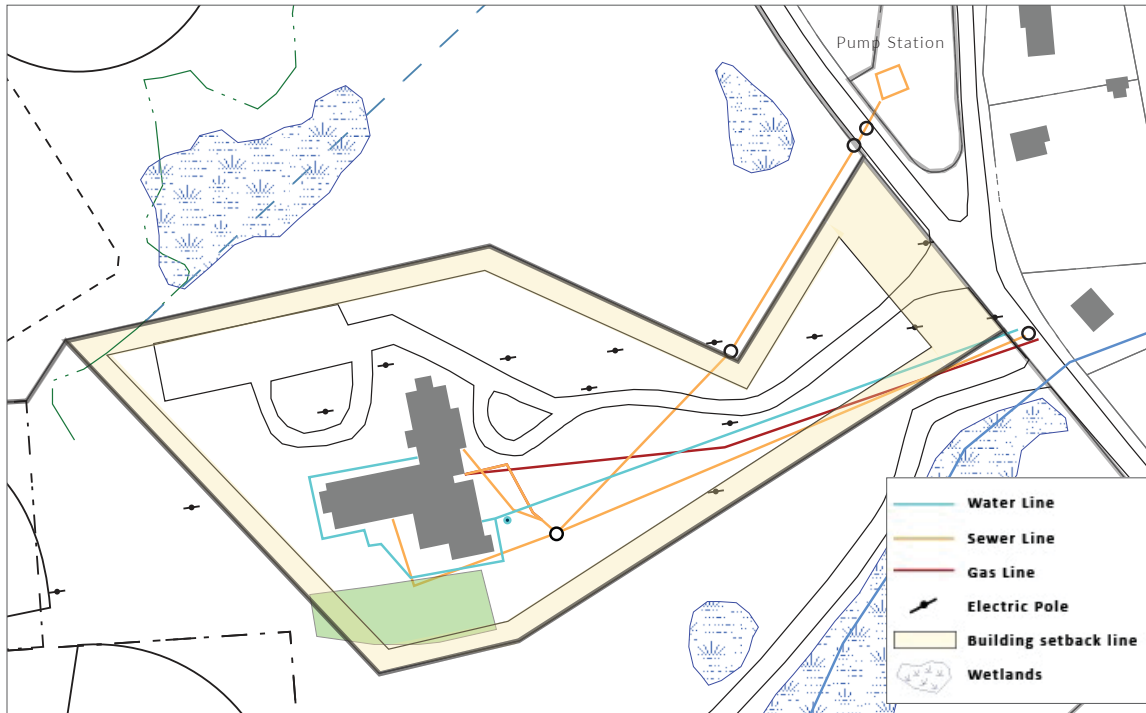 Pump Station
Water Line
Sewer Line
Gas Line
Electric Pole
Building setback line
Wetlands